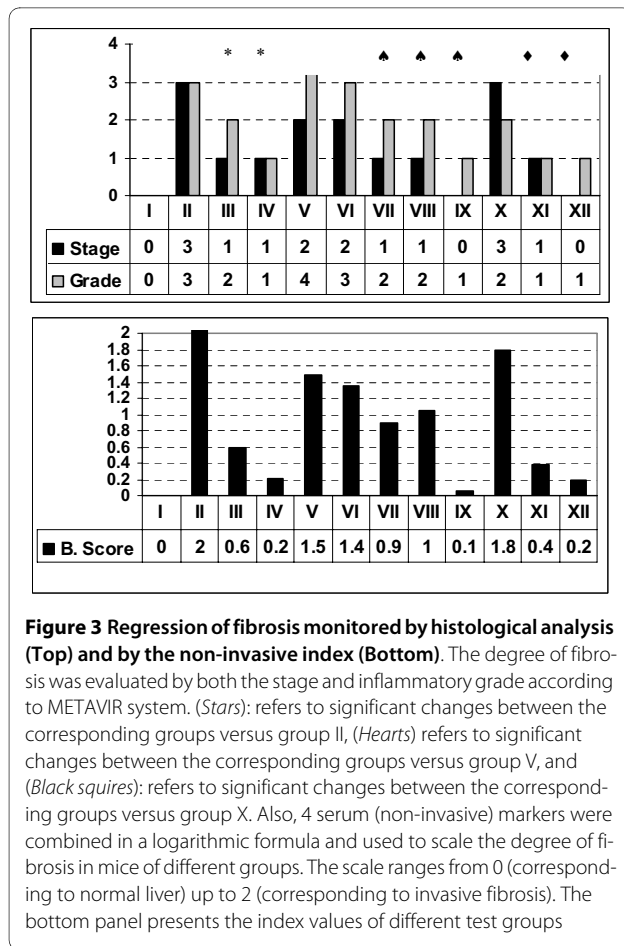 4
* * ♠ ♠ ♠ ♦ ♦
3
2
1
0
I II III IV V VI VII VIII IX X XI XII
Stage 0 3 1 1 2 2 1 1 0 3 1 0
Grade 0 3 2 1 4 3 2 2 1 2 1 1
2
1.8
1.6
1.4
1.2
1
0.8
0.6
0.4
0.2
0
I II III IV V VI VII VIII IX X XI XII
B. Score 0 2 0.6 0.2 1.5 1.4 0.9 1 0.1 1.8 0.4 0.2
Figure 3 Regression of fibrosis monitored by histological analysis
(Top) and by the non-invasive index (Bottom). The degree of fibro-
sis was evaluated by both the stage and inflammatory grade according
to METAVIR system. (Stars): refers to significant changes between the
corresponding groups versus group II, (Hearts) refers to significant
changes between the corresponding groups versus group V, and
(Black squires): refers to significant changes between the correspond-
ing groups versus group X. Also, 4 serum (non-invasive) markers were
combined in a logarithmic formula and used to scale the degree of fi-
brosis in mice of different groups. The scale ranges from 0 (correspond-
ing to normal liver) up to 2 (corresponding to invasive fibrosis). The
bottom panel presents the index values of different test groups